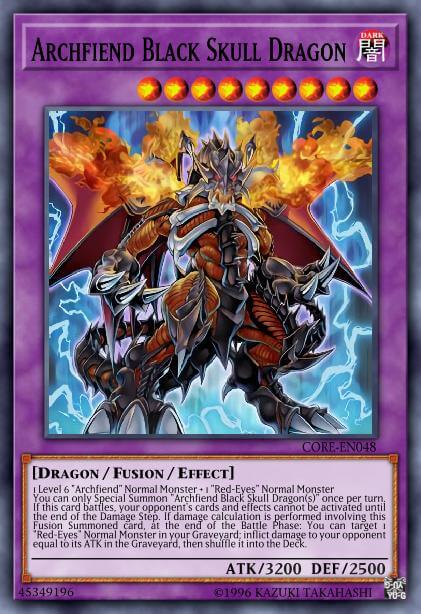 ARCHFIEND BLACK SKULL DRAGON
DARK
闇
CORE-EN048
[DRAGON / FUSION / EFFECT]
1 Level 6 "Archfiend" Normal Monster + 1 "Red-Eyes" Normal Monster
You can only Special Summon "Archfiend Black Skull Dragon(s)" once per turn.
If this card battles, your opponent's cards and effects cannot be activated until
the end of the Damage Step. If damage calculation is performed involving this
Fusion Summoned card, at the end of the Battle Phase: You can target 1
"Red-Eyes" Normal Monster in your Graveyard; inflict damage to your opponent
equal to its ATK in the Graveyard, then shuffle it into the Deck.
ATK/3200 DEF/2500
45349196
©1996 KAZUKI TAKAHASHI